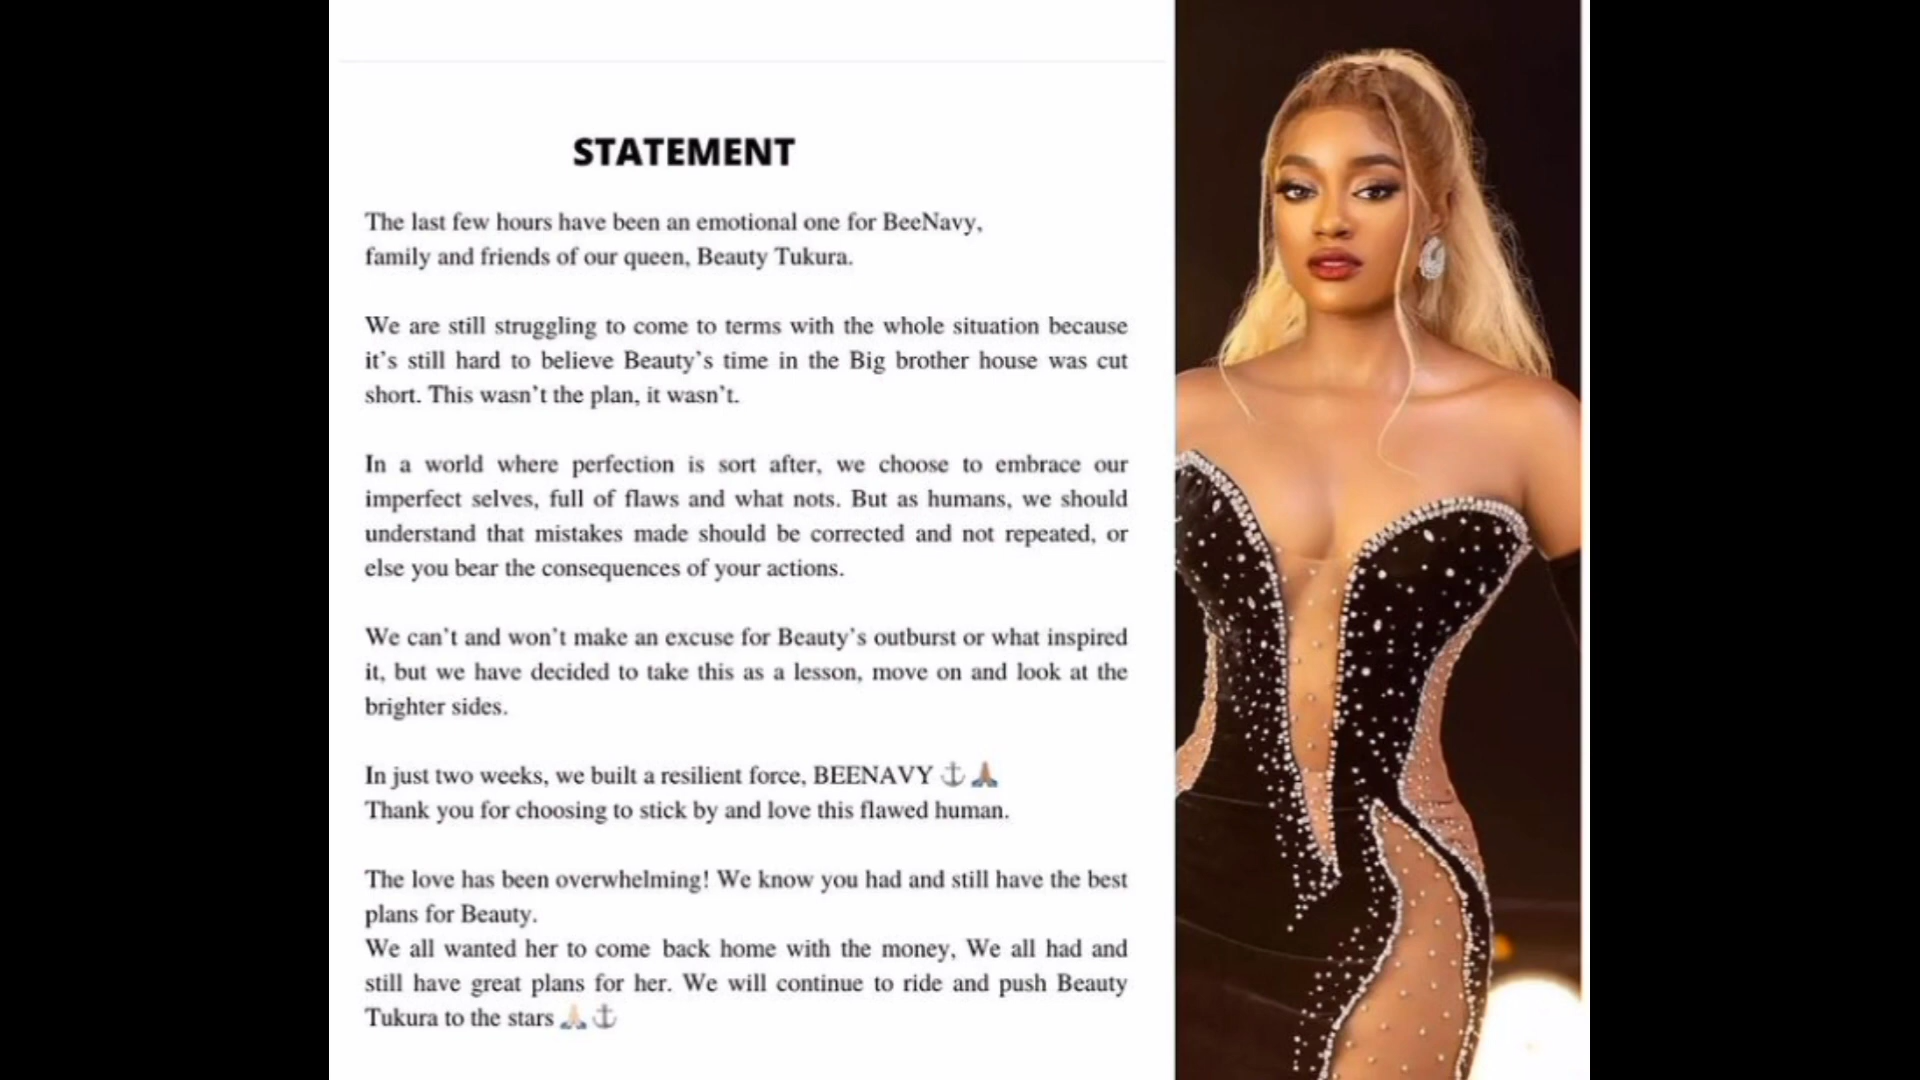 STATEMENT
The last few hours have been an emotional one for BeeNavy,
family and friends of our queen, Beauty Tukura.
We are still struggling to come to terms with the whole situation because
it’s still hard to believe Beauty’s time in the Big brother house was cut
short. This wasn’t the plan, it wasn’t.
In a world where perfection is sort after, we choose to embrace our
imperfect selves, full of flaws and what nots. But as humans, we should
understand that mistakes made should be corrected and not repeated, or
else you bear the consequences of your actions.
We can’t and won’t make an excuse for Beauty’s outburst or what inspired
it, but we have decided to take this as a lesson, move on and look at the
brighter sides.
In just two weeks, we built a resilient force, BEENAVY ⚓🙏🏽
Thank you for choosing to stick by and love this flawed human.
The love has been overwhelming! We know you had and still have the best
plans for Beauty.
We all wanted her to come back home with the money, We all had and
still have great plans for her. We will continue to ride and push Beauty
Tukura to the stars 🙏🏻⚓